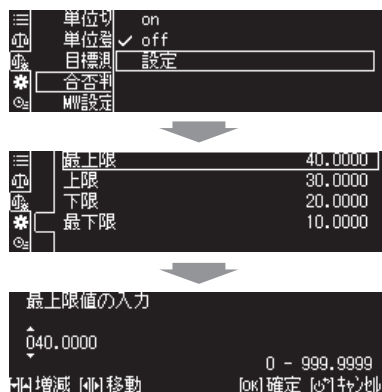 単位切 on
単位登 ✓ off
目標測 設定
合否判
MW設定
最上限 40.0000
上限 30.0000
下限 20.0000
最下限 10.0000
最上限値の入力
040.0000
0 - 999.9999
増減 移動 [OK]確定 ｷｬﾝｾﾙ